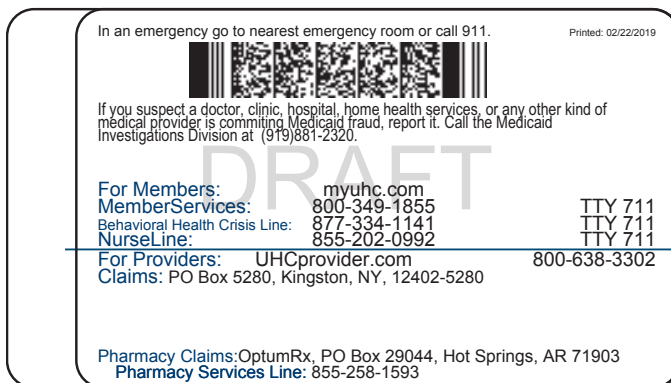 In an emergency go to nearest emergency room or call 911. Printed: 02/22/2019
If you suspect a doctor, clinic, hospital, home health services, or any other kind of
medical provider is commiting Medicaid fraud, report it. Call the Medicaid
Investigations Division at (919)881-2320.
DRAFT
For Members: myuhc.com
MemberServices: 800-349-1855 TTY 711
Behavioral Health Crisis Line: 877-334-1141 TTY 711
NurseLine: 855-202-0992 TTY 711
For Providers: UHCprovider.com 800-638-3302
Claims: PO Box 5280, Kingston, NY, 12402-5280
Pharmacy Claims:OptumRx, PO Box 29044, Hot Springs, AR 71903
Pharmacy Services Line: 855-258-1593